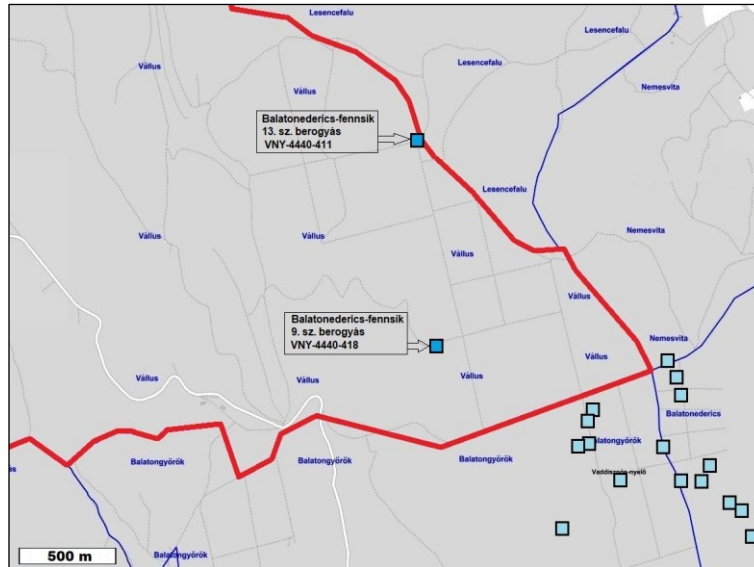 Lesencefalu
Lesencefalu
Vállus
Vállus
Lesencefalu
Nemesvita
Balatonederics-fennsík
13. sz. berogyás
VNY-4440-411
Lesencefalu
Vállus
Vállus
Vállus
Nemesvita
Vállus
Balatonederics-fennsík
9. sz. berogyás
VNY-4440-418
Nemesvita
Vállus
Vállus
Vállus
Vállus
Balatonederics
Balatongyörök
Balatongyörök
Balatongyörök
Balatongyörök
Vaddisznós-nyelő
Balatongyörök
500 m